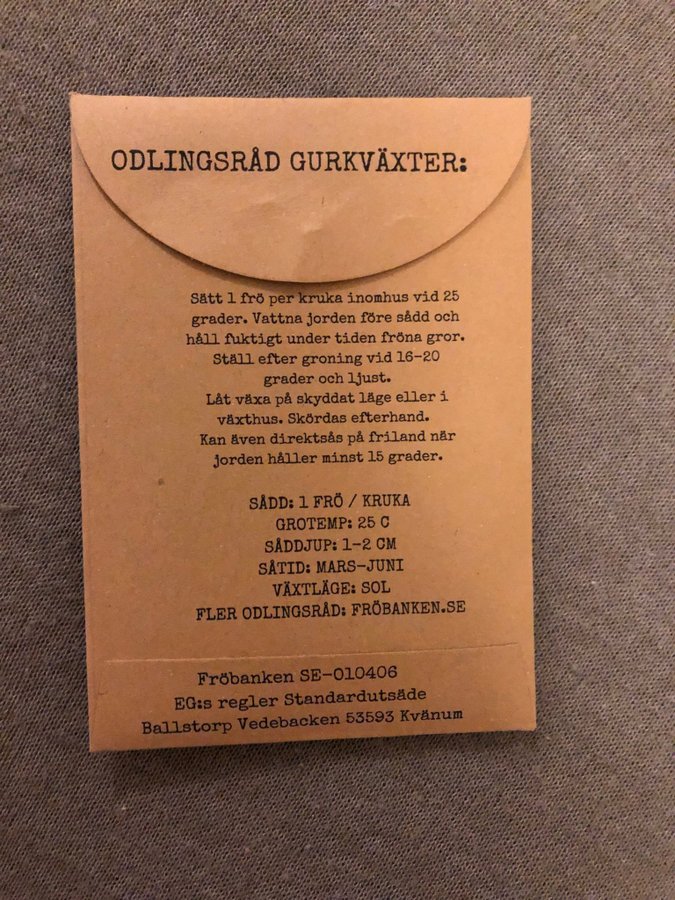 ODLINGSRÅD GURKVÄXTER:
Sätt 1 frö per kruka inomhus vid 25
grader. Vattna jorden före sådd och
håll fuktigt under tiden fröna gror.
Ställ efter groning vid 16-20
grader och ljust.
Låt växa på skyddat läge eller i
växthus. Skördas efterhand.
Kan även direktsås på friland när
jorden håller minst 15 grader.
SÅDD: 1 FRÖ / KRUKA
GROTEMP: 25 C
SÅDDJUP: 1-2 CM
SÅTID: MARS-JUNI
VÄXTLÄGE: SOL
FLER ODLINGSRÅD: FRÖBANKEN.SE
Fröbanken SE-010406
EG:s regler Standardutsäde
Ballstorp Vedebacken 53593 Kvänum